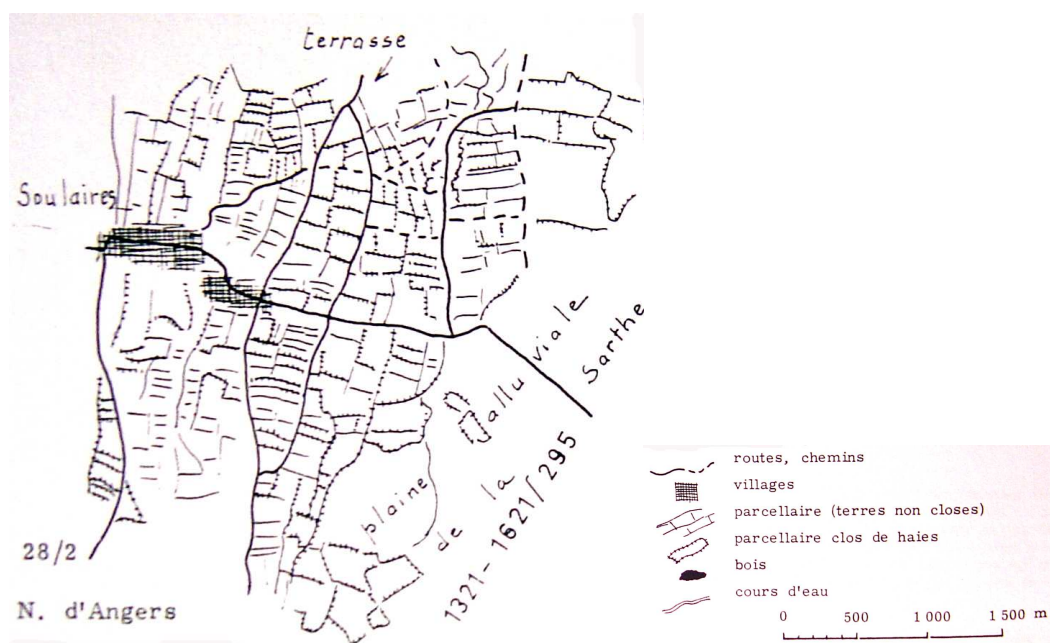 terrasse
Soulaires
plaine
de la
alluviale
Sarthe
1321-1621/295
28/2
N. d'Angers
routes, chemins
villages
parcellaire (terres non closes)
parcellaire clos de haies
bois
cours d'eau
0 500 1 000 1 500 m